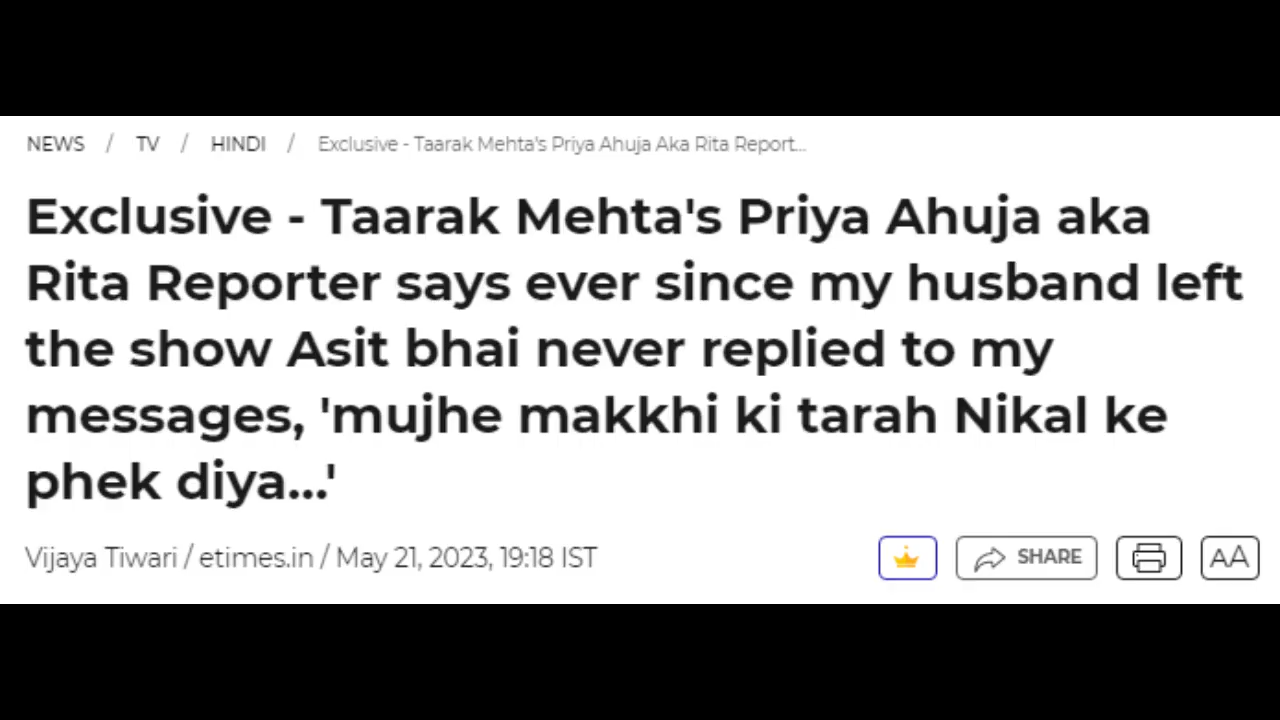 NEWS / TV / HINDI / Exclusive - Taarak Mehta's Priya Ahuja Aka Rita Report...
Exclusive - Taarak Mehta's Priya Ahuja aka
Rita Reporter says ever since my husband left
the show Asit bhai never replied to my
messages, 'mujhe makkhi ki tarah Nikal ke
phek diya...'
Vijaya Tiwari / etimes.in / May 21, 2023, 19:18 IST SHARE AA